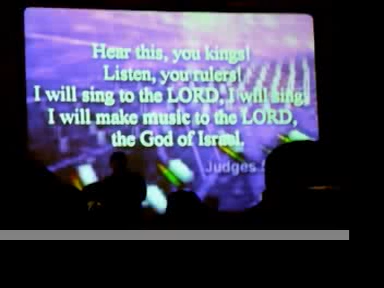 Hear this, you kings!
Listen, you rulers!
I will sing to the LORD, I will sing;
I will make music to the LORD,
the God of Israel.
Judges 5